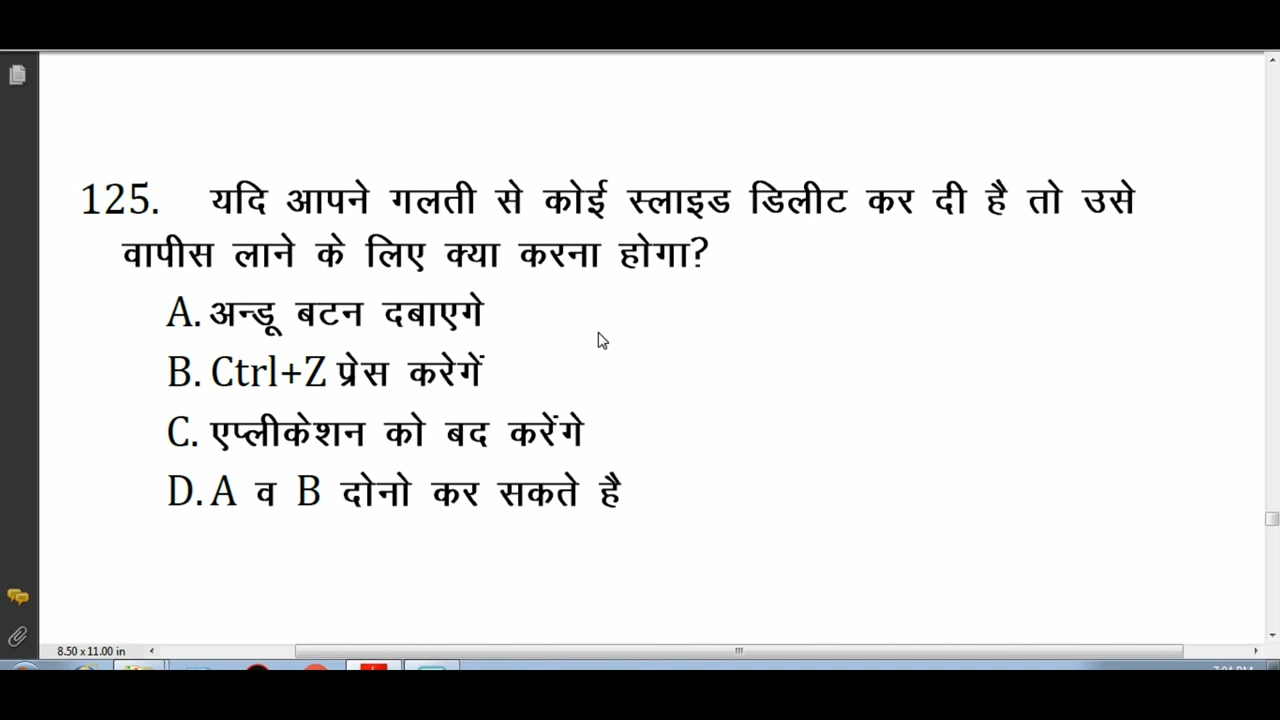 125. यदि आपने गलती से कोई स्लाइड डिलीट कर दी है तो उसे
वापीस लाने के लिए क्या करना होगा?
A. अन्डू बटन दबाएगे
B. Ctrl+Z प्रेस करेगें
C. एप्लीकेशन को बद करेंगे
D. A व B दोनो कर सकते है
8.50 x 11.00 in